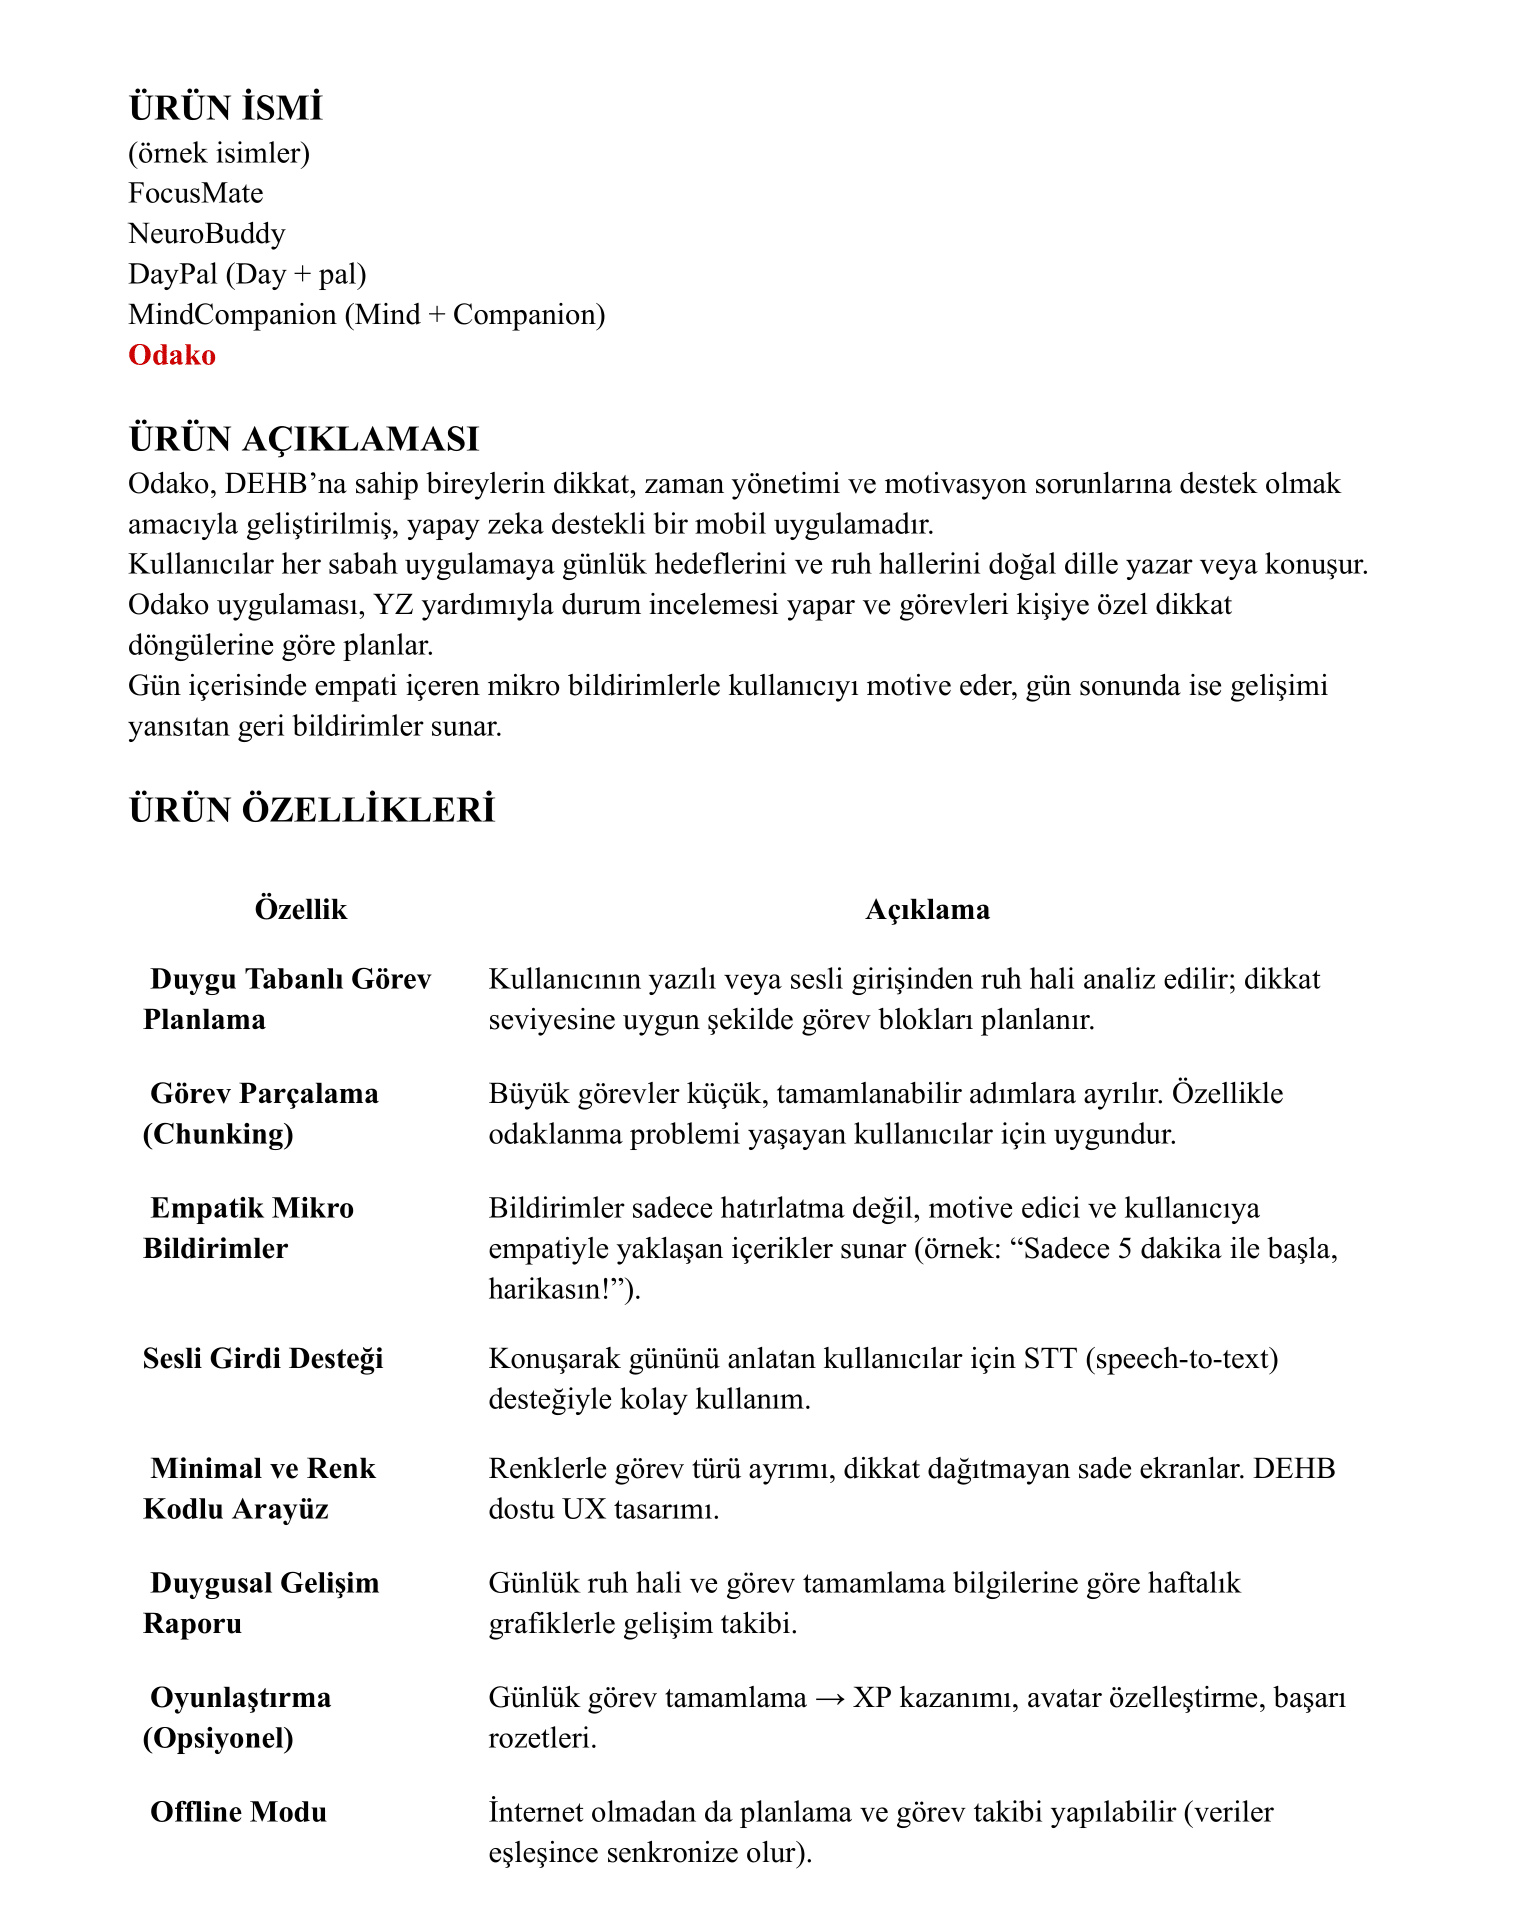 ÜRÜN İSMİ
(örnek isimler)
FocusMate
NeuroBuddy
DayPal (Day + pal)
MindCompanion (Mind + Companion)
Odako
ÜRÜN AÇIKLAMASI
Odako, DEHB’na sahip bireylerin dikkat, zaman yönetimi ve motivasyon sorunlarına destek olmak
amacıyla geliştirilmiş, yapay zeka destekli bir mobil uygulamadır.
Kullanıcılar her sabah uygulamaya günlük hedeflerini ve ruh hallerini doğal dille yazar veya konuşur.
Odako uygulaması, YZ yardımıyla durum incelemesi yapar ve görevleri kişiye özel dikkat
döngülerine göre planlar.
Gün içerisinde empati içeren mikro bildirimlerle kullanıcıyı motive eder, gün sonunda ise gelişimi
yansıtan geri bildirimler sunar.
ÜRÜN ÖZELLİKLERİ
Özellik Açıklama
Duygu Tabanlı Görev Kullanıcının yazılı veya sesli girişinden ruh hali analiz edilir; dikkat
Planlama seviyesine uygun şekilde görev blokları planlanır.
Görev Parçalama Büyük görevler küçük, tamamlanabilir adımlara ayrılır. Özellikle
(Chunking) odaklanma problemi yaşayan kullanıcılar için uygundur.
Empatik Mikro Bildirimler sadece hatırlatma değil, motive edici ve kullanıcıya
Bildirimler empatiyle yaklaşan içerikler sunar (örnek: “Sadece 5 dakika ile başla,
harikasın!”).
Sesli Girdi Desteği Konuşarak gününü anlatan kullanıcılar için STT (speech-to-text)
desteğiyle kolay kullanım.
Minimal ve Renk Renklerle görev türü ayrımı, dikkat dağıtmayan sade ekranlar. DEHB
Kodlu Arayüz dostu UX tasarımı.
Duygusal Gelişim Günlük ruh hali ve görev tamamlama bilgilerine göre haftalık
Raporu grafiklerle gelişim takibi.
Oyunlaştırma Günlük görev tamamlama → XP kazanımı, avatar özelleştirme, başarı
(Opsiyonel) rozetleri.
Offline Modu İnternet olmadan da planlama ve görev takibi yapılabilir (veriler
eşleşince senkronize olur).